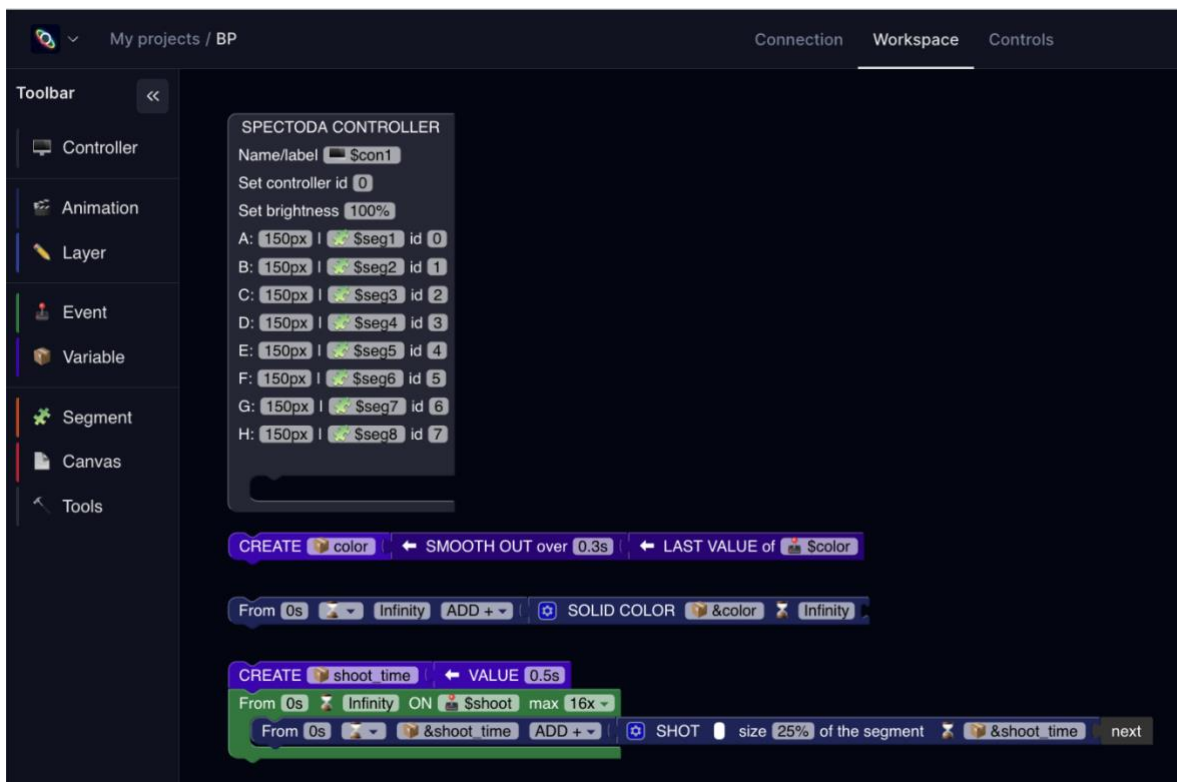 My projects / BP
Connection Workspace Controls
Toolbar
Controller
Animation
Layer
Event
Variable
Segment
Canvas
Tools
SPECTODA CONTROLLER
Name/label $con1
Set controller id 0
Set brightness 100%
A: 150px | $seg1 id 0
B: 150px | $seg2 id 1
C: 150px | $seg3 id 2
D: 150px | $seg4 id 3
E: 150px | $seg5 id 4
F: 150px | $seg6 id 5
G: 150px | $seg7 id 6
H: 150px | $seg8 id 7
CREATE color ← SMOOTH OUT over 0.3s ← LAST VALUE of $color
From 0s Infinity ADD + SOLID COLOR &color Infinity
CREATE shoot_time ← VALUE 0.5s
From 0s Infinity ON $shoot max 16x
From 0s &shoot_time ADD + SHOT size 25% of the segment &shoot_time next